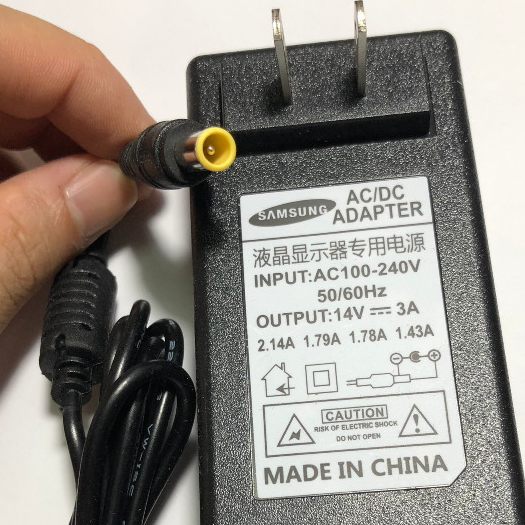 SAMSUNG
AC/DC
ADAPTER
液晶显示器专用电源
INPUT:AC100-240V
50/60Hz
OUTPUT:14V ⎓ 3A
2.14A 1.79A 1.78A 1.43A
CAUTION
RISK OF ELECTRIC SHOCK
DO NOT OPEN
MADE IN CHINA